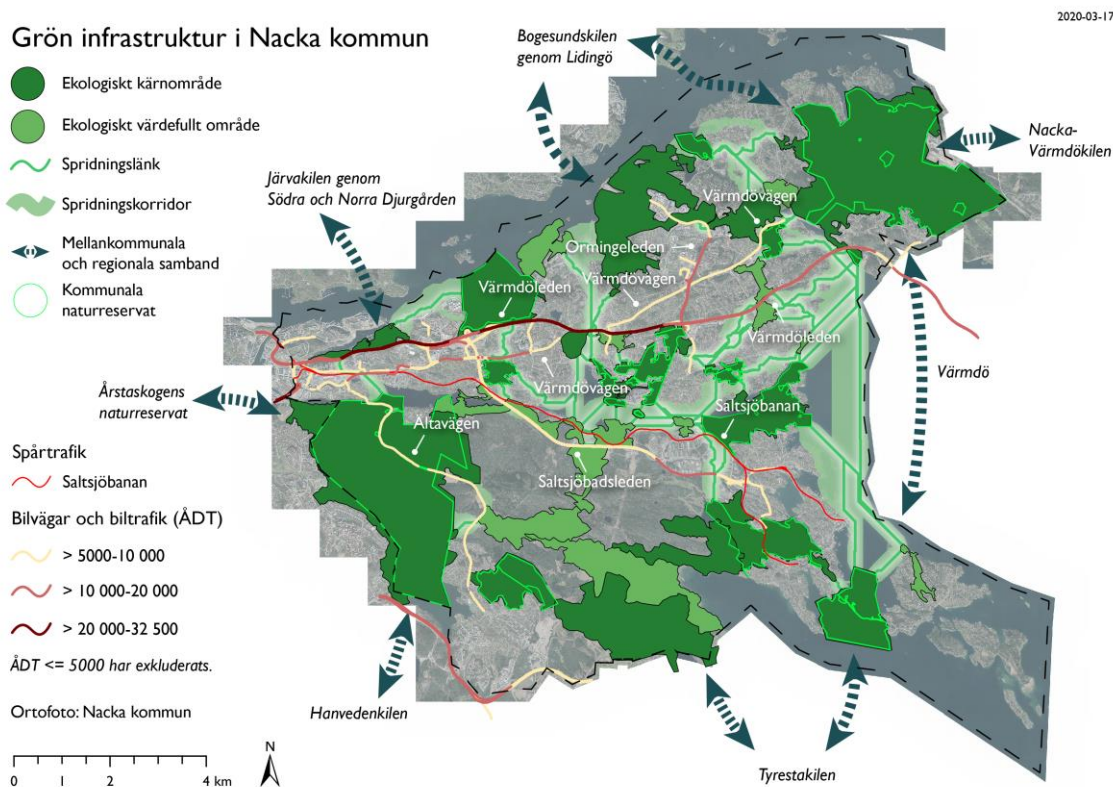 2020-03-17
Grön infrastruktur i Nacka kommun
Ekologiskt kärnområde
Ekologiskt värdefullt område
Spridningslänk
Spridningskorridor
Mellankommunala
och regionala samband
Kommunala
naturreservat
Bogesundskilen
genom Lidingö
Nacka-
Värmdökilen
Järvakilen genom
Södra och Norra Djurgården
Värmdövägen
Ormingeleden
Värmdövägen
Värmdöleden
Värmdöleden
Värmdövägen
Värmdö
Årstaskogens
naturreservat
Saltsjöbanan
Ältavägen
Saltsjöbadsleden
Spårtrafik
Saltsjöbanan
Bilvägar och biltrafik (ÅDT)
> 5000-10 000
> 10 000-20 000
> 20 000-32 500
ÅDT <= 5000 har exkluderats.
Ortofoto: Nacka kommun
Hanvedenkilen
Tyrestakilen
N
0 1 2 4 km